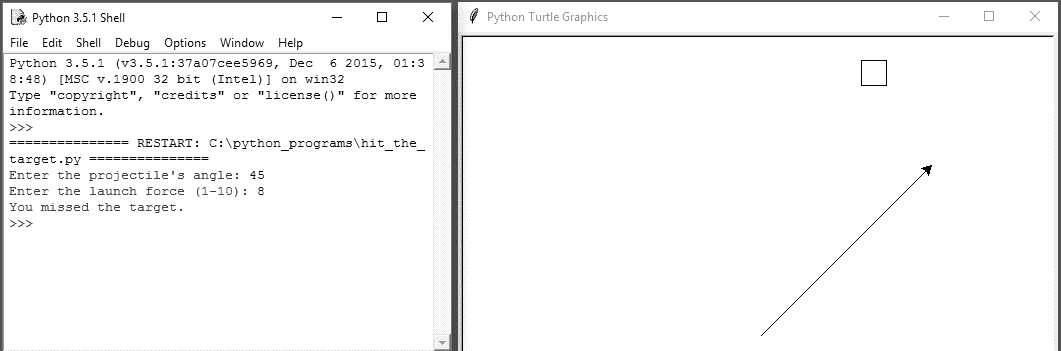 Python 3.5.1 Shell
File Edit Shell Debug Options Window Help
Python 3.5.1 (v3.5.1:37a07cee5969, Dec  6 2015, 01:3
8:48) [MSC v.1900 32 bit (Intel)] on win32
Type "copyright", "credits" or "license()" for more
information.
>>>
=============== RESTART: C:\python_programs\hit_the_
target.py ===============
Enter the projectile's angle: 45
Enter the launch force (1-10): 8
You missed the target.
>>>
Python Turtle Graphics